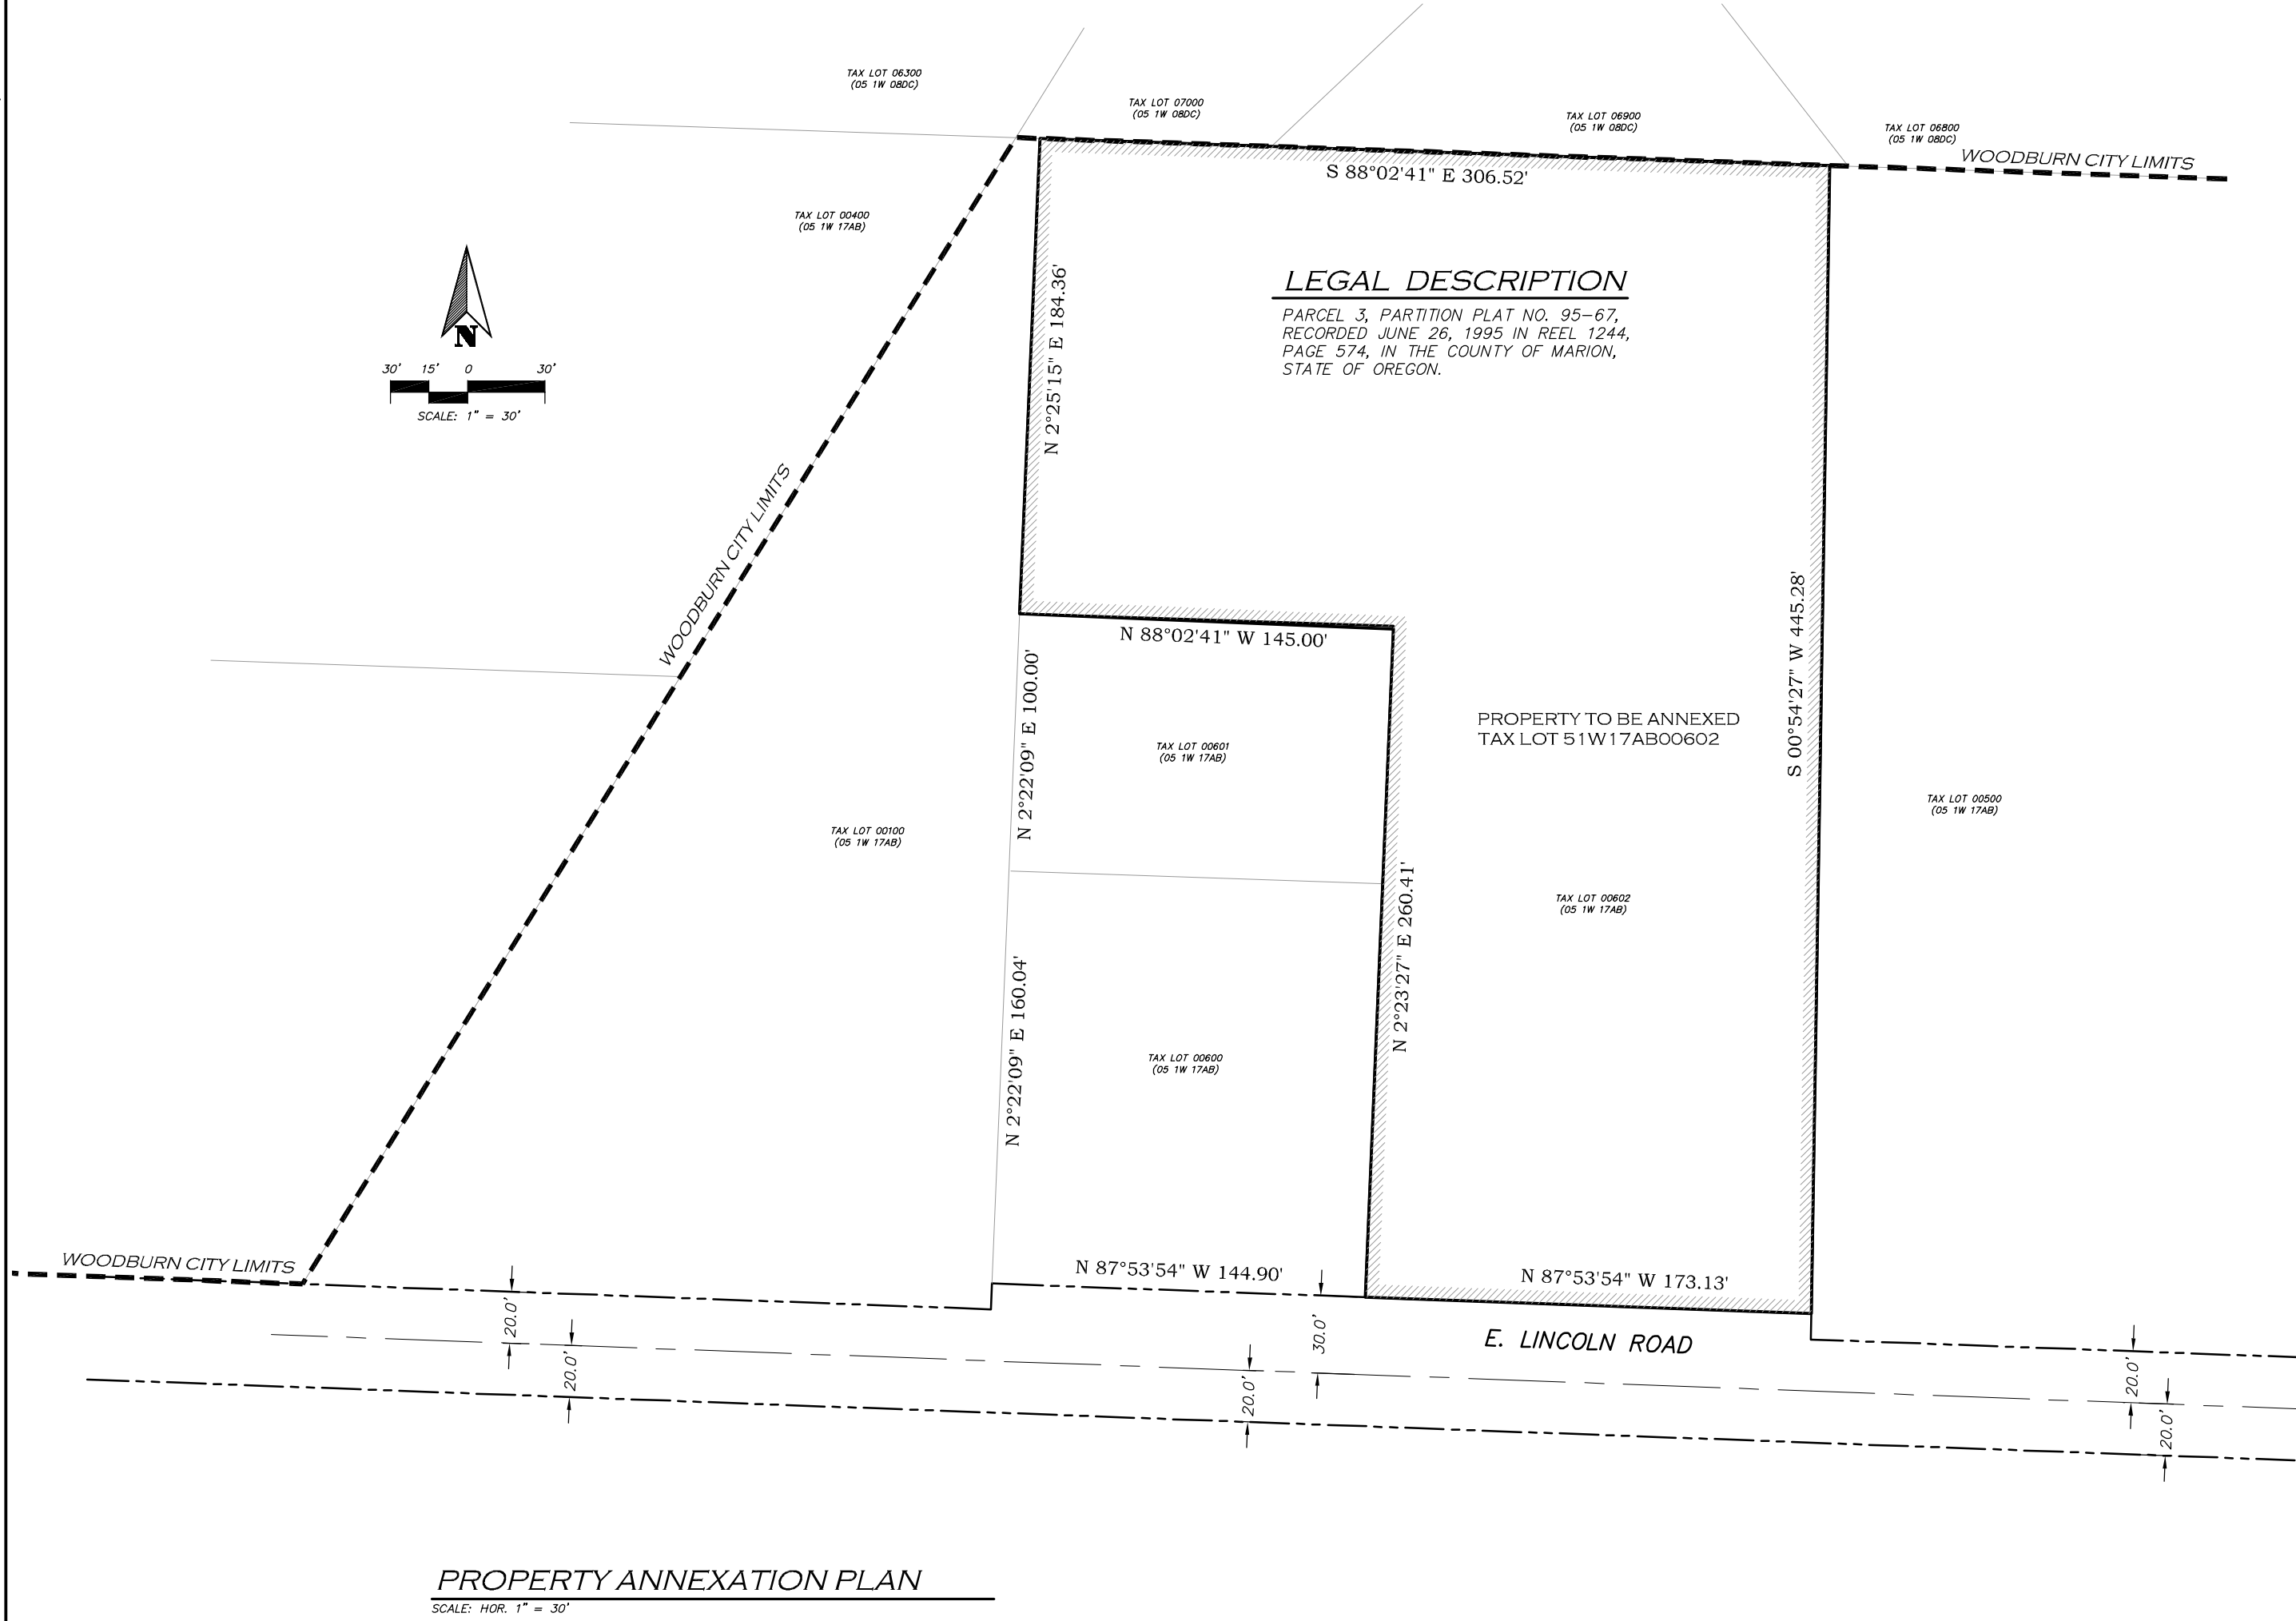 TAX LOT 06300
(05 1W 08DC)
TAX LOT 07000
(05 1W 08DC)
TAX LOT 06900
(05 1W 08DC)
TAX LOT 06800
(05 1W 08DC)
WOODBURN CITY LIMITS
S 88°02'41" E 306.52'
TAX LOT 00400
(05 1W 17AB)
N
30' 15' 0 30'
SCALE: 1" = 30'
N 2°25'15" E 184.36'
LEGAL DESCRIPTION
PARCEL 3, PARTITION PLAT NO. 95-67,
RECORDED JUNE 26, 1995 IN REEL 1244,
PAGE 574, IN THE COUNTY OF MARION,
STATE OF OREGON.
WOODBURN CITY LIMITS
N 88°02'41" W 145.00'
N 2°22'09" E 100.00'
TAX LOT 00601
(05 1W 17AB)
PROPERTY TO BE ANNEXED
TAX LOT 51W17AB00602
S 00°54'27" W 445.28'
TAX LOT 00500
(05 1W 17AB)
TAX LOT 00100
(05 1W 17AB)
N 2°23'27" E 260.41'
TAX LOT 00602
(05 1W 17AB)
N 2°22'09" E 160.04'
TAX LOT 00600
(05 1W 17AB)
WOODBURN CITY LIMITS
N 87°53'54" W 144.90'
N 87°53'54" W 173.13'
20.0'
20.0'
20.0'
30.0'
E. LINCOLN ROAD
20.0'
20.0'
PROPERTY ANNEXATION PLAN
SCALE: HOR. 1" = 30'